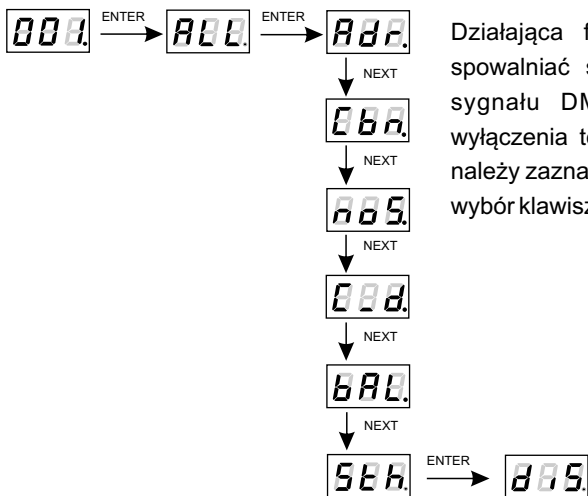 001. ENTER ALL. ENTER Adr.
NEXT
Cbn.
NEXT
noS.
NEXT
C_d.
NEXT
bAL.
NEXT
Sth. ENTER diS.
Działająca f
spowalniać s
sygnału DM
wyłączenia t
należy zazna
wybór klawisz